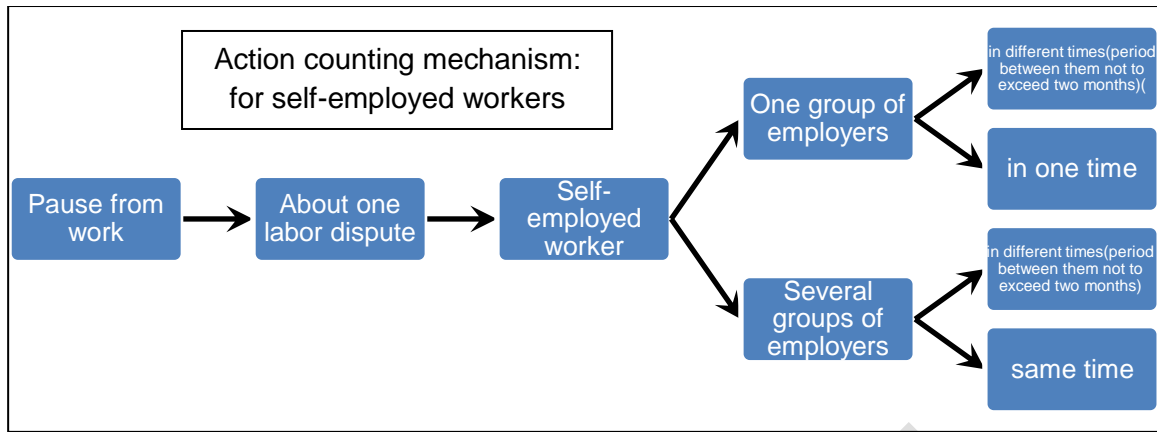 Action counting mechanism:
for self-employed workers
Pause from
work
About one
labor dispute
Self-
employed
worker
One group of
employers
in different times(period
between them not to
exceed two months)(
in one time
Several
groups of
employers
in different times(period
between them not to
exceed two months)
same time